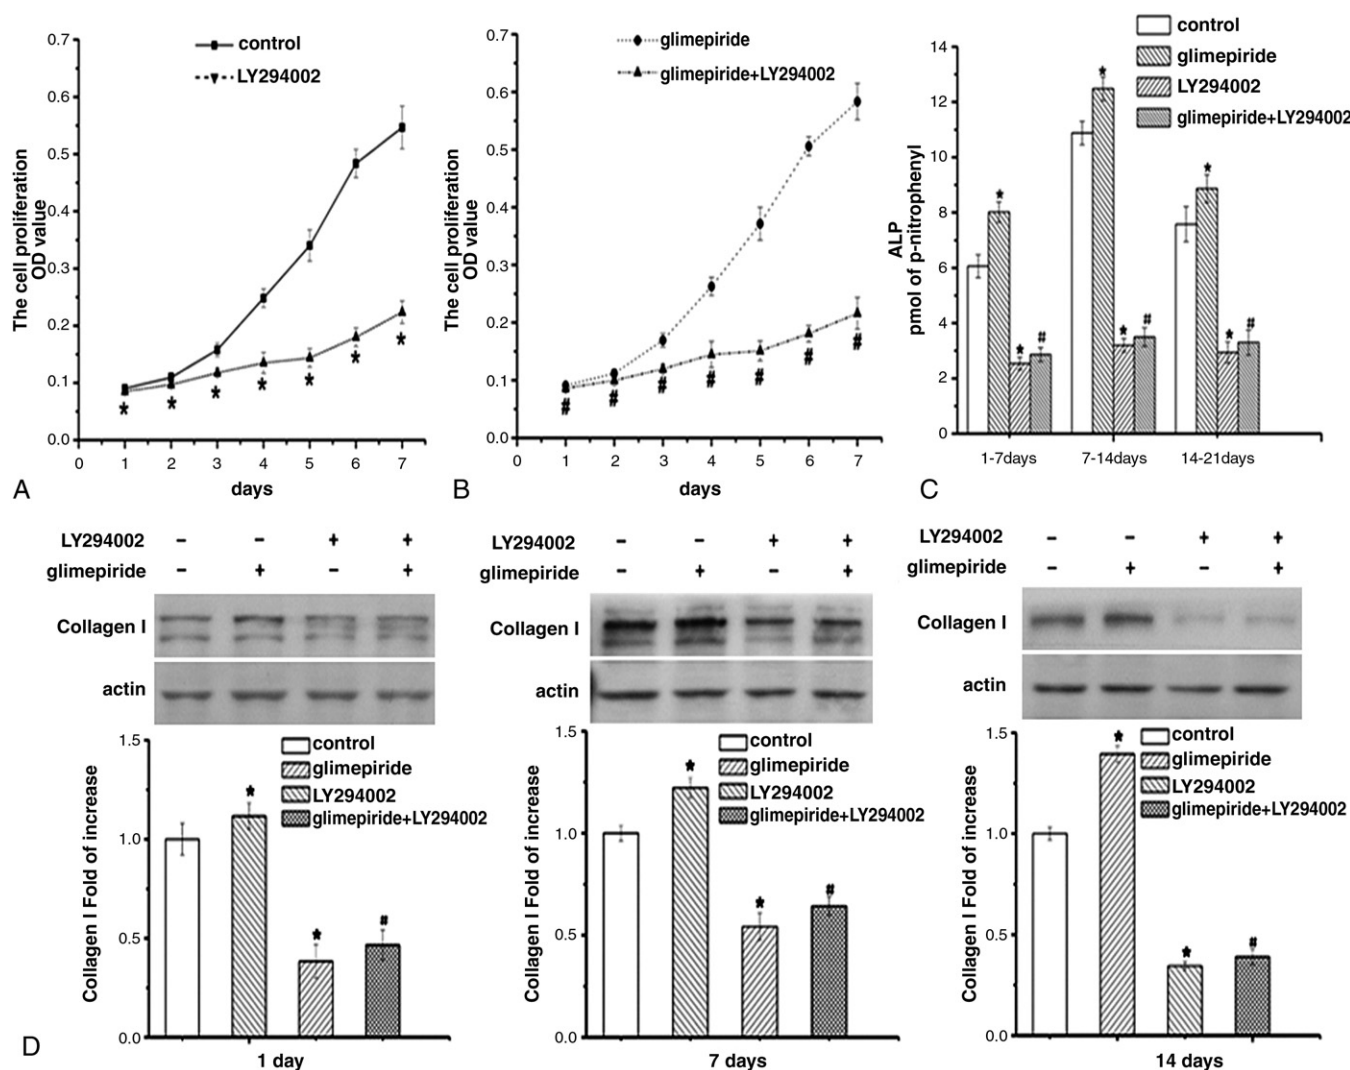 0.7
0.6
0.5
0.4
0.3
0.2
0.1
0.0
The cell proliferation
OD value
control
LY294002
* * * * * * *
0 1 2 3 4 5 6 7
days
A
0.7
0.6
0.5
0.4
0.3
0.2
0.1
0.0
The cell proliferation
OD value
glimepiride
glimepiride+LY294002
# # # # # # #
0 1 2 3 4 5 6 7
days
B
14
12
10
8
6
4
2
0
ALP
pmol of p-nitrophenyl
control
glimepiride
LY294002
glimepiride+LY294002
* * #
* * #
* * #
1-7days 7-14days 14-21days
C
LY294002 – – + +
glimepiride – + – +
Collagen I
actin
1.5
1.0
0.5
0.0
Collagen I Fold of increase
control
glimepiride
LY294002
glimepiride+LY294002
* * #
1 day
LY294002 – – + +
glimepiride – + – +
Collagen I
actin
1.5
1.0
0.5
0.0
Collagen I Fold of increase
control
glimepiride
LY294002
glimepiride+LY294002
* * #
7 days
LY294002 – – + +
glimepiride – + – +
Collagen I
actin
1.5
1.0
0.5
0.0
Collagen I Fold of increase
control
glimepiride
LY294002
glimepiride+LY294002
* * #
14 days
D